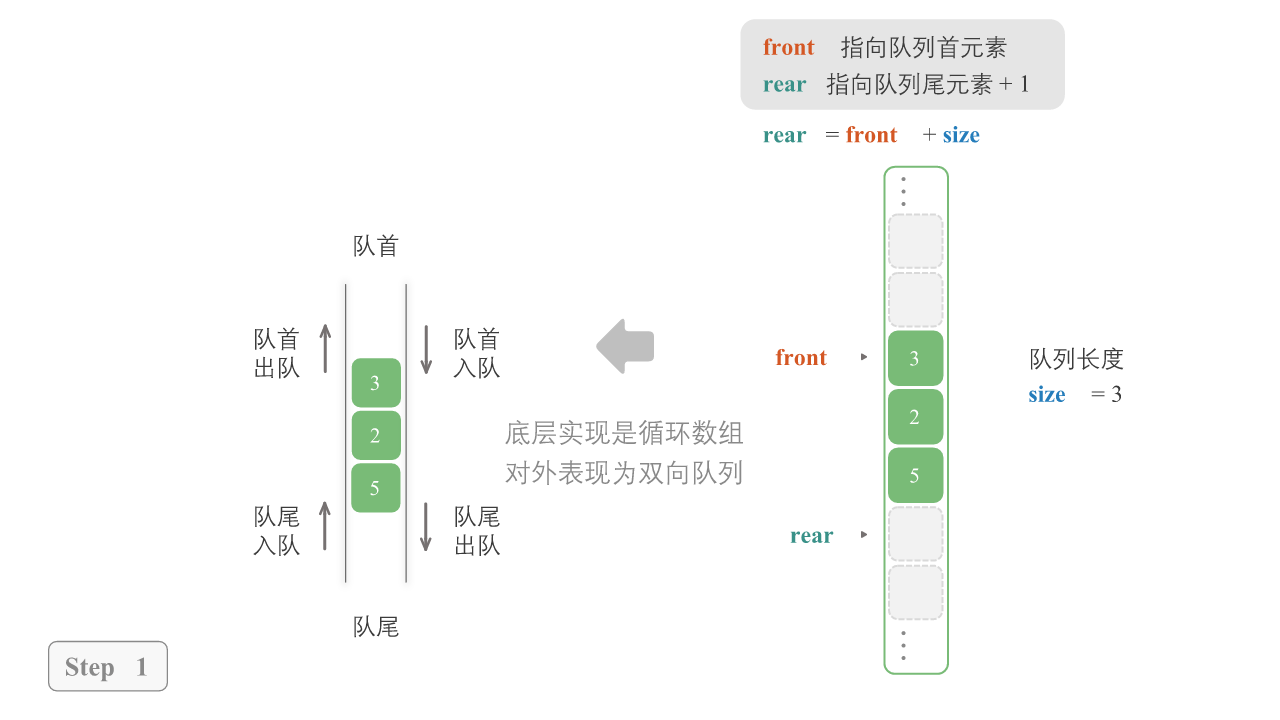 front 指向队列首元素
rear 指向队列尾元素 + 1
rear = front + size
队首
队首
出队
队首
入队
3
2
5
队尾
入队
队尾
出队
队尾
底层实现是循环数组
对外表现为双向队列
front
3
2
5
rear
队列长度
size = 3
Step 1